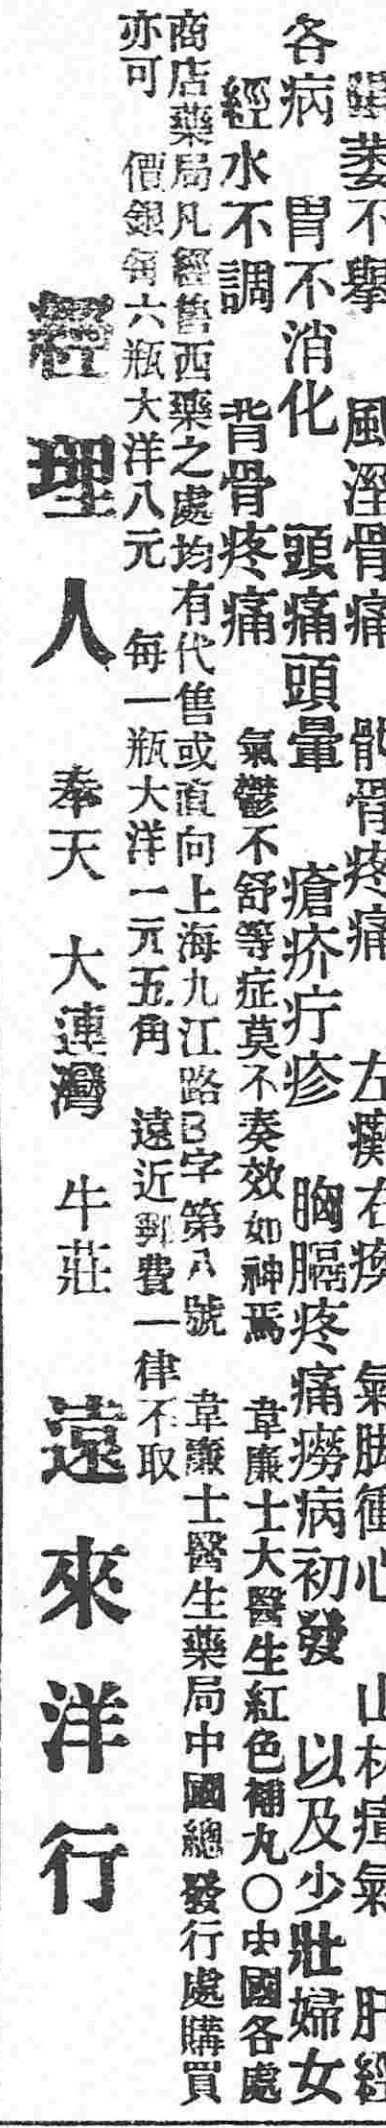 萎不舉 風溼骨痛 骨疼痛 左癱右瘓 氣脚衝心 山林瘴氣 肝經
各病 胃不消化 頭痛頭暈 瘡疥疔疹 胸膈疼痛癆病初發 以及少壯婦女
經水不調 背骨疼痛 氣鬱不舒等症莫不奏效如神焉 韋廉士大醫生紅色補丸〇中國各處
商店藥局凡經售西藥之處均有代售或直向上海九江路B字第八號 韋廉士醫生藥局中國總發行處購買
亦可 價銀每六瓶大洋八元 每一瓶大洋一元五角 遠近郵費一律不取
經理人 奉天 大連灣 牛莊 遠來洋行